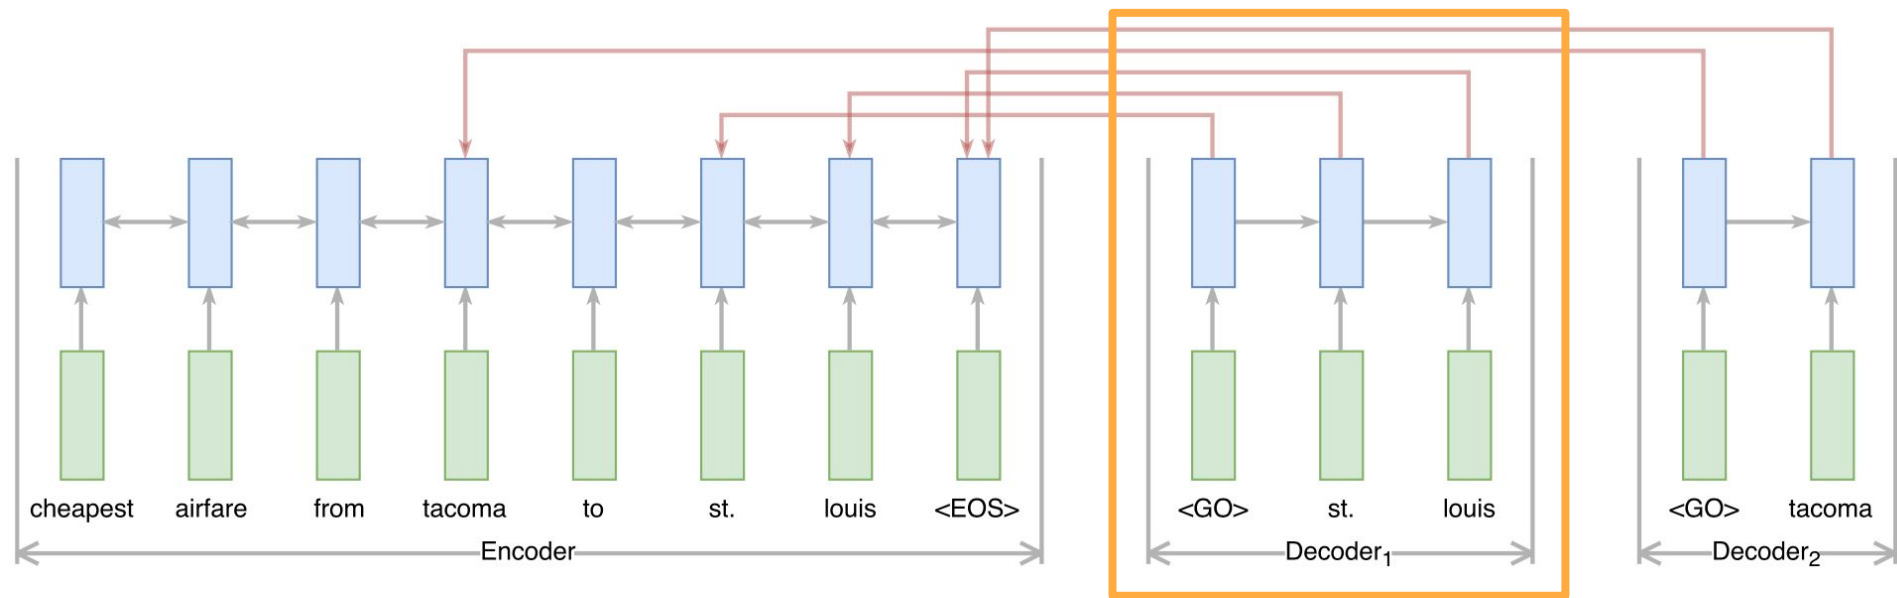 cheapest airfare from tacoma to st. louis <EOS> <GO> st. louis <GO> tacoma
Encoder Decoder1 Decoder2